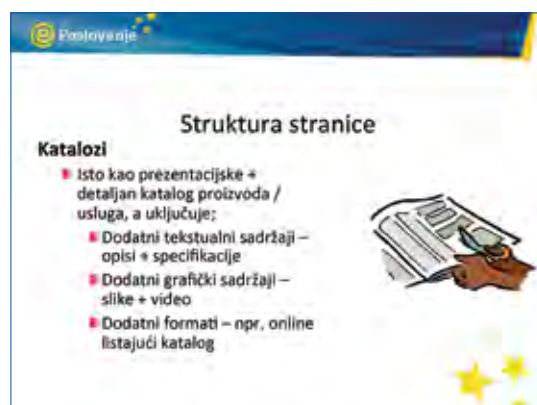 e Poslovanje
Struktura stranice
Katalozi
Isto kao prezentacijske +
detaljan katalog proizvoda /
usluga, a uključuje;
Dodatni tekstualni sadržaji –
opisi + specifikacije
Dodatni grafički sadržaji –
slike + video
Dodatni formati – npr. online
listajući katalog